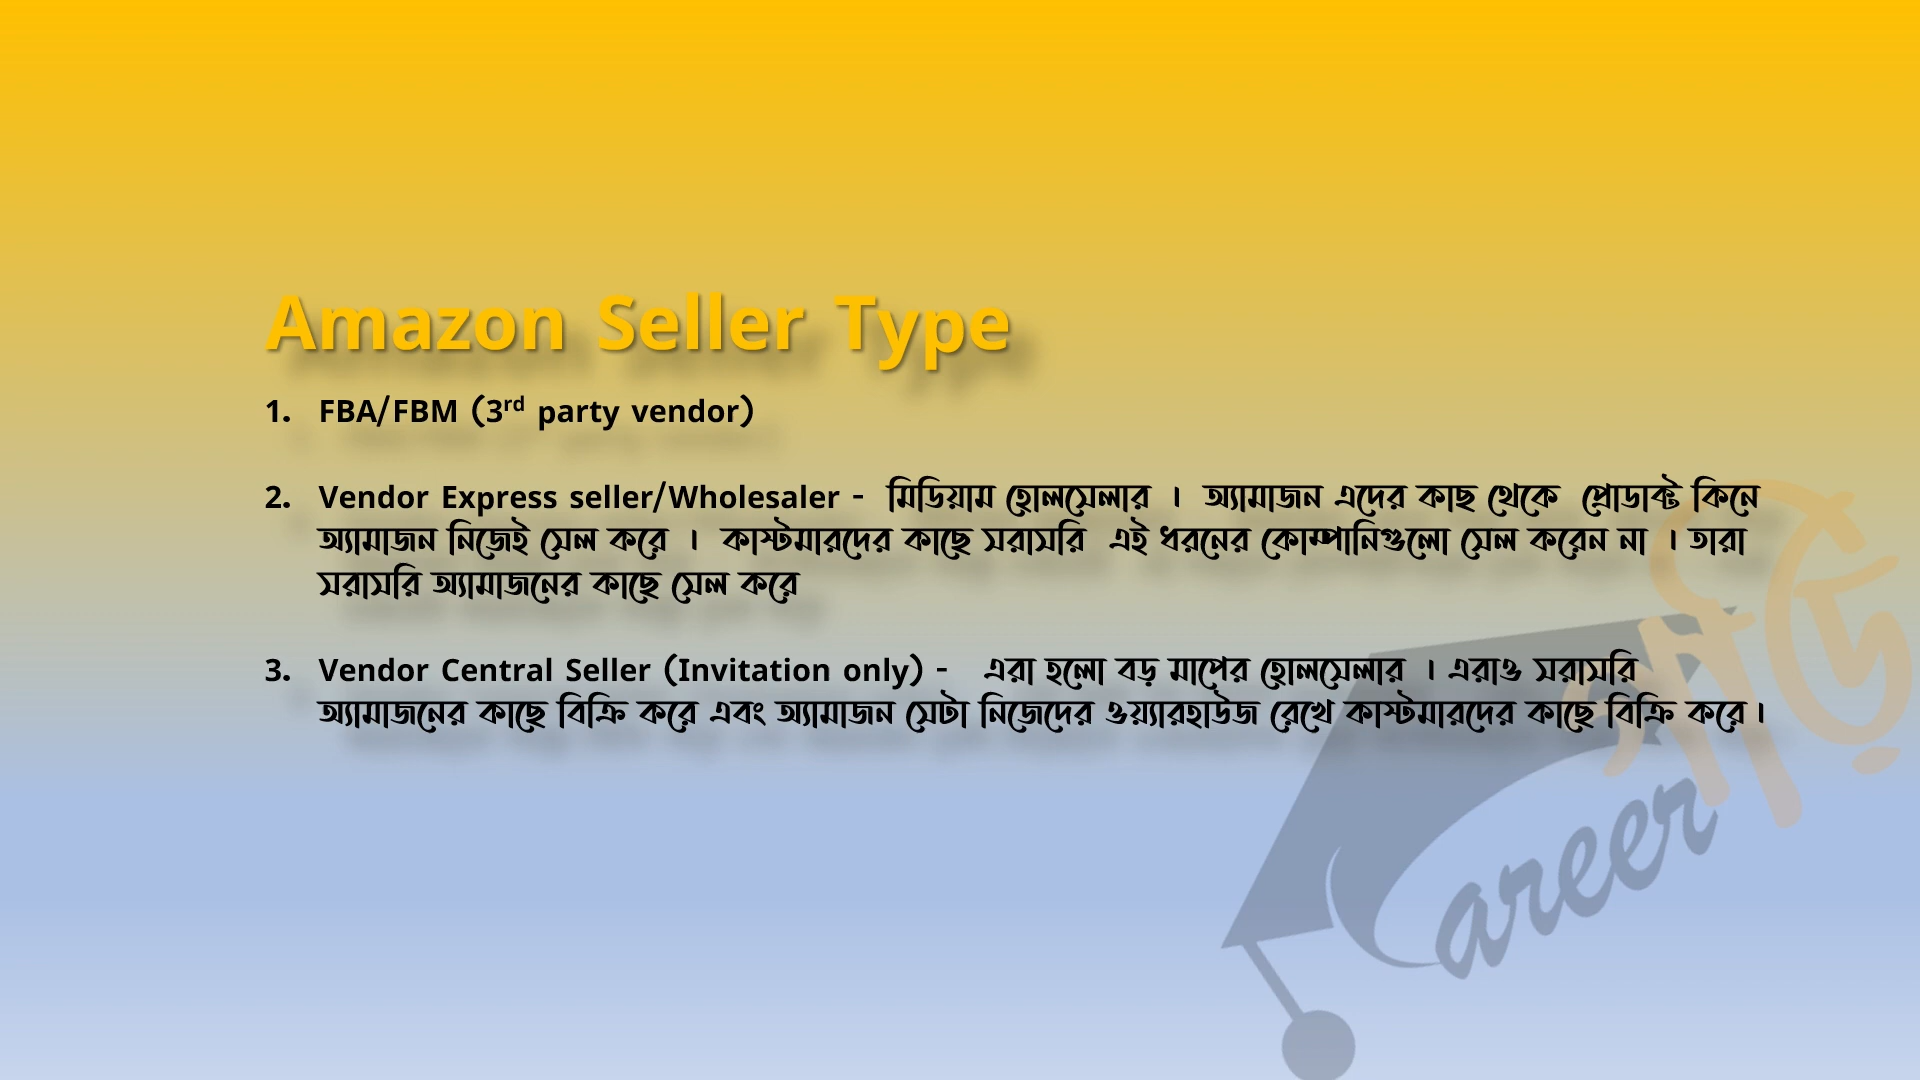 Amazon Seller Type
1. FBA/FBM (3rd party vendor)
2. Vendor Express seller/Wholesaler - মিডিয়াম হোলসেলার । অ্যামাজন এদের কাছ থেকে প্রোডাক্ট কিনে
অ্যামাজন নিজেই সেল করে । কাস্টমারদের কাছে সরাসরি এই ধরনের কোম্পানিগুলো সেল করেন না । তারা
সরাসরি অ্যামাজনের কাছে সেল করে
3. Vendor Central Seller (Invitation only) - এরা হলো বড় মাপের হোলসেলার । এরাও সরাসরি
অ্যামাজনের কাছে বিক্রি করে এবং অ্যামাজন সেটা নিজেদের ওয়্যারহাউজ রেখে কাস্টমারদের কাছে বিক্রি করে।
Career
গাড়ি